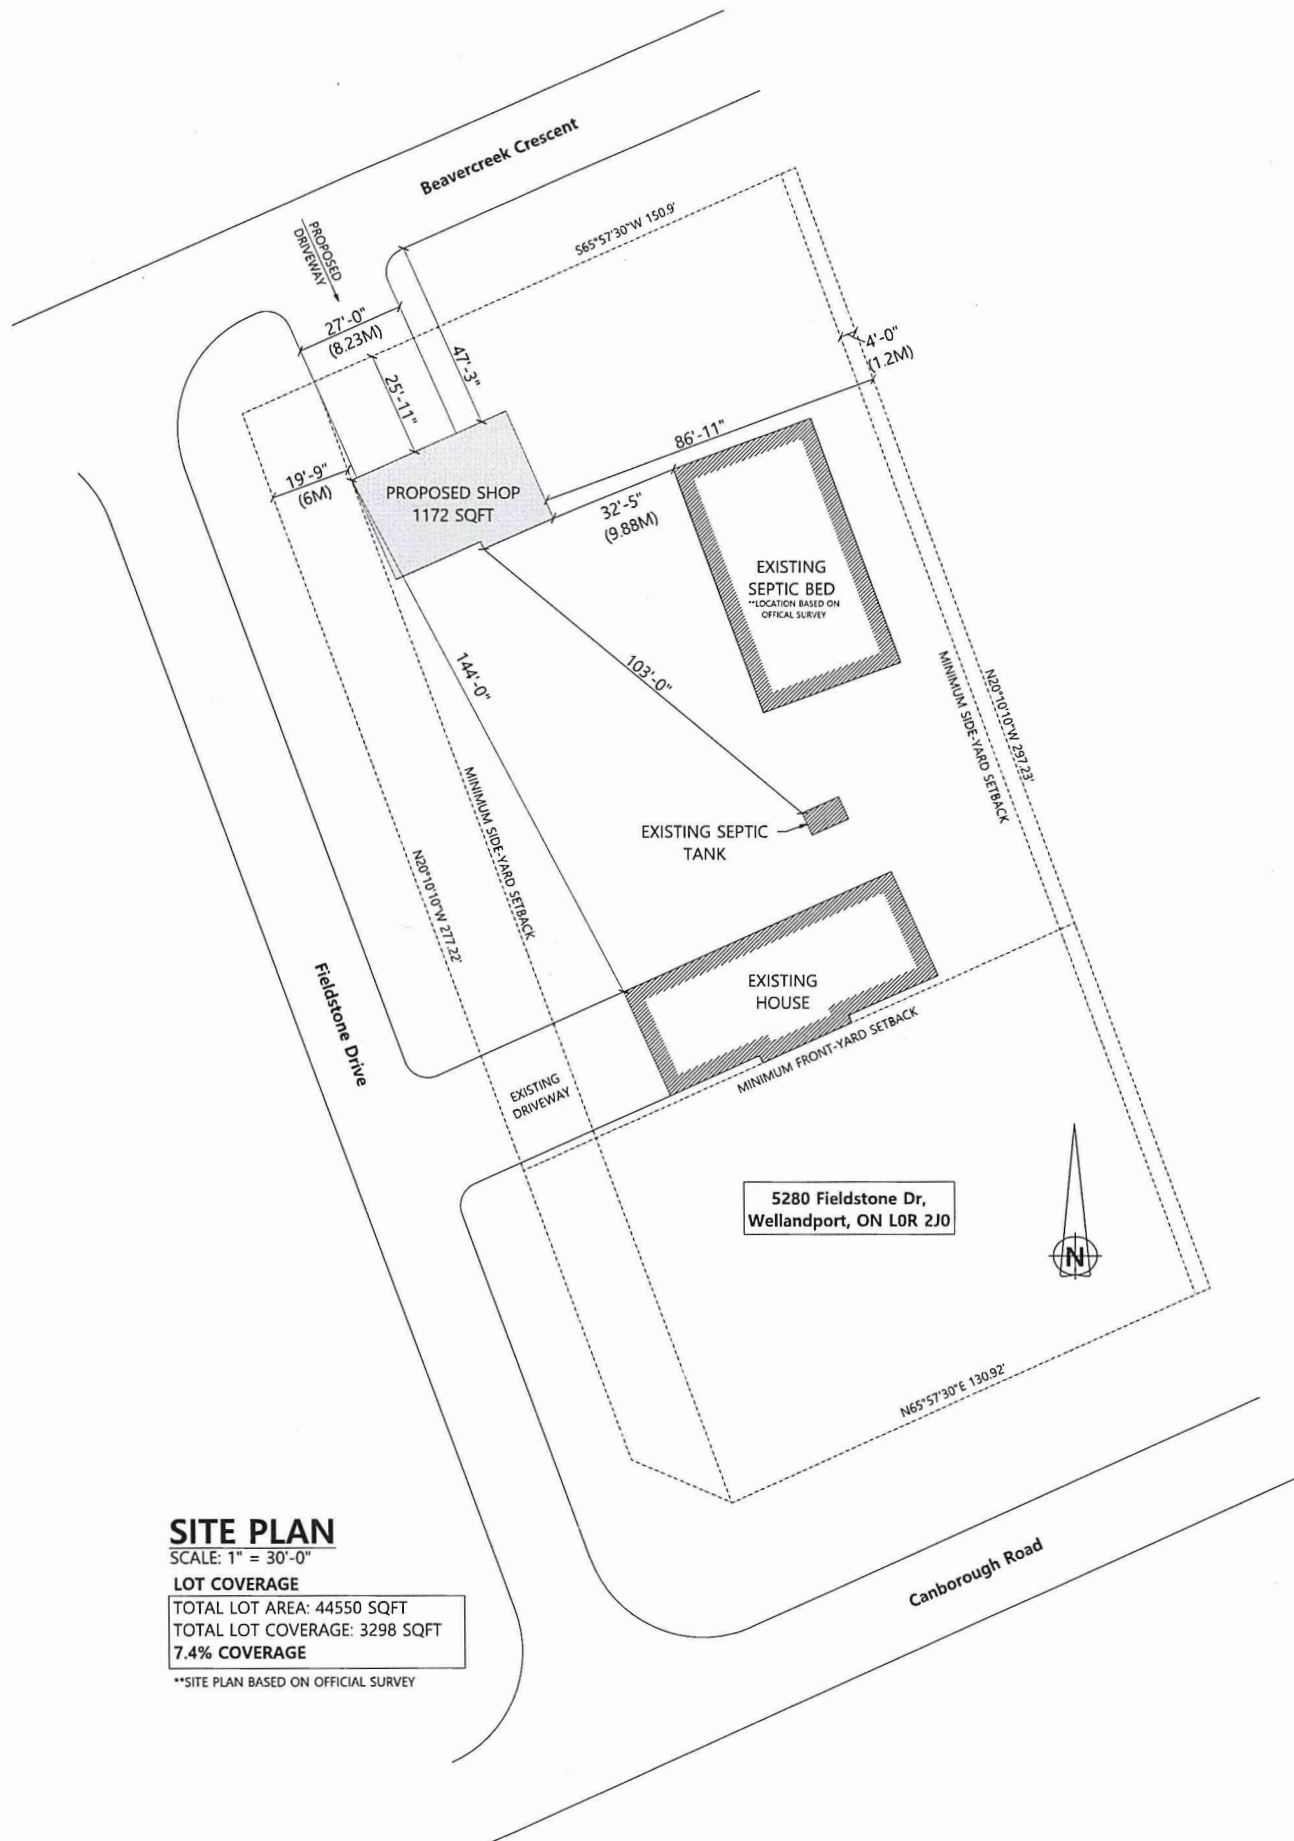 Beavercreek Crescent
PROPOSED
DRIVEWAY
S65°57'30"W 150.9'
27'-0"
(8.23M)
47'-3"
25'-11"
4'-0"
(1.2M)
86'-11"
19'-9"
(6M)
PROPOSED SHOP
1172 SQFT
32'-5"
(9.88M)
EXISTING
SEPTIC BED
**LOCATION BASED ON
OFFICAL SURVEY
144'-0"
103'-0"
MINIMUM SIDE-YARD SETBACK
N20°10'10"W 297.23'
MINIMUM SIDE-YARD SETBACK
EXISTING SEPTIC
TANK
N20°10'10"W 277.22'
Fieldstone Drive
EXISTING
HOUSE
MINIMUM FRONT-YARD SETBACK
EXISTING
DRIVEWAY
5280 Fieldstone Dr,
Wellandport, ON L0R 2J0
N
N65°57'30"E 130.92'
Canborough Road
SITE PLAN
SCALE: 1" = 30'-0"
LOT COVERAGE
TOTAL LOT AREA: 44550 SQFT
TOTAL LOT COVERAGE: 3298 SQFT
7.4% COVERAGE
**SITE PLAN BASED ON OFFICIAL SURVEY